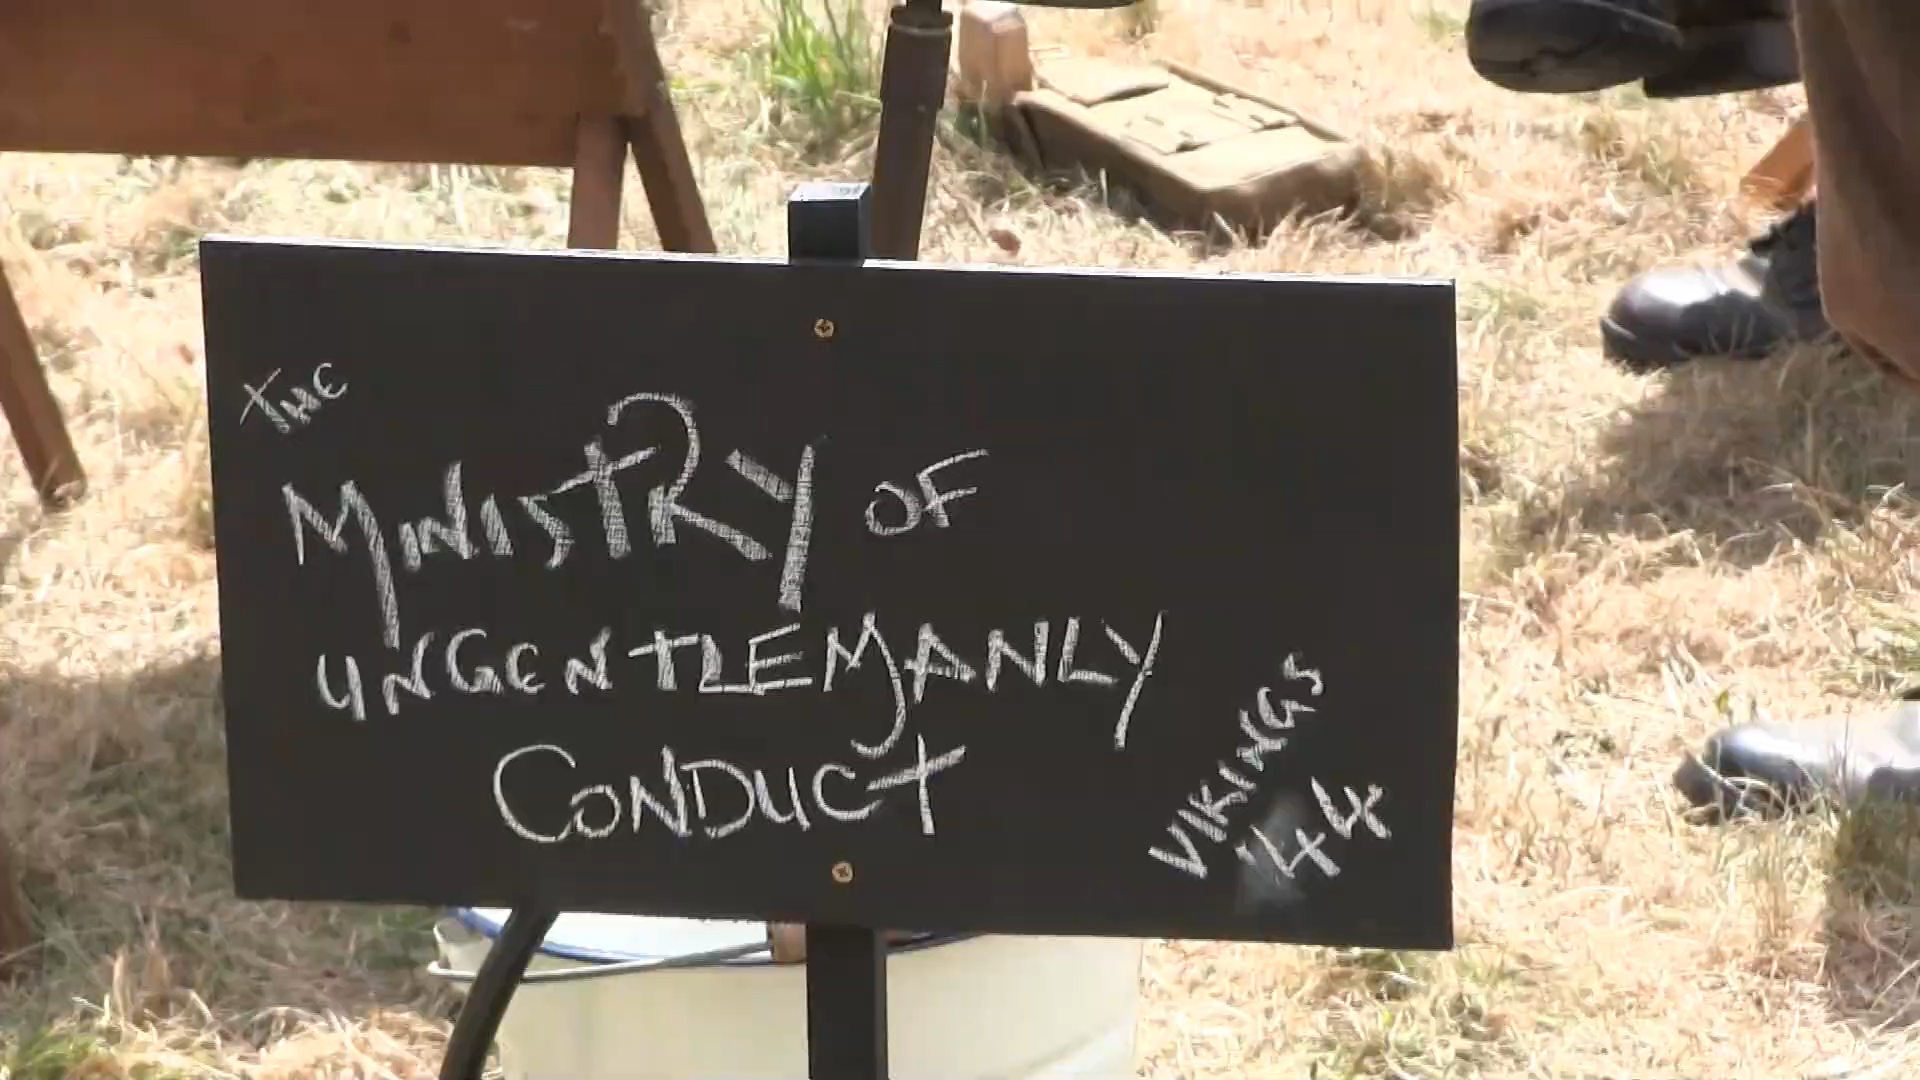 THE
MINISTRY OF
UNGENTLEMANLY
CONDUCT
VIKINGS
'44